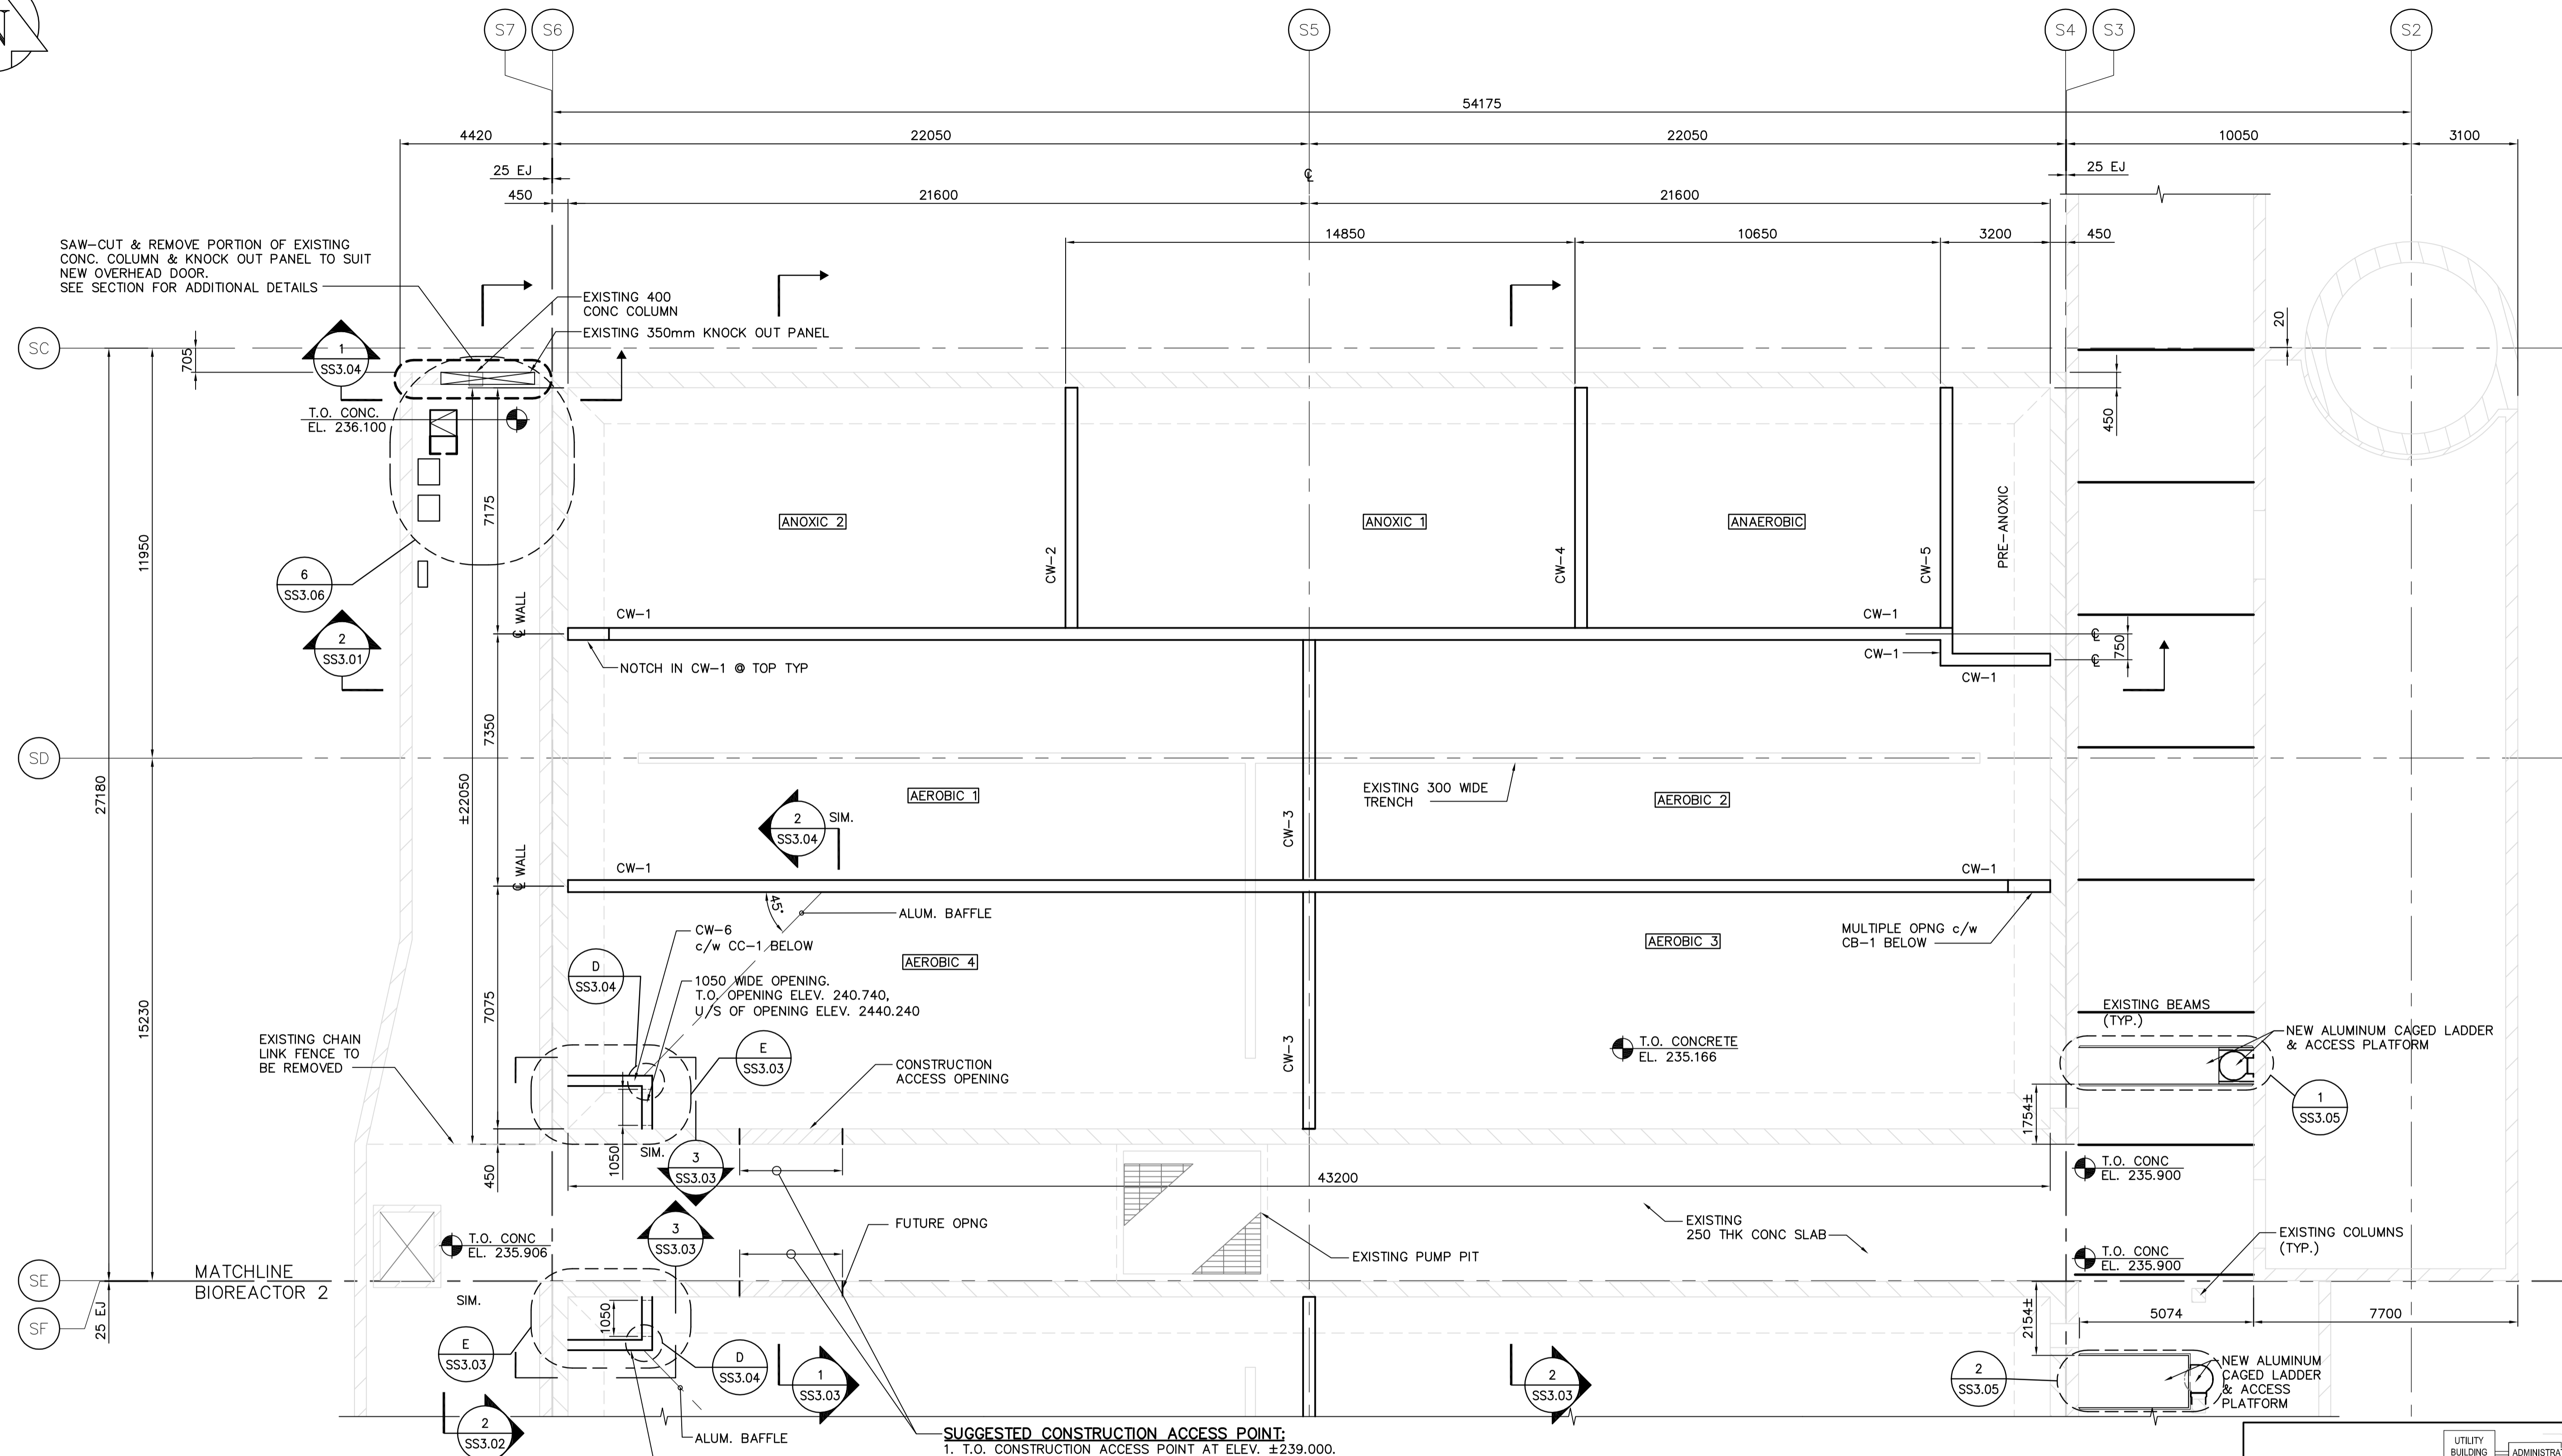 N
S7
S6
S5
S4
S3
S2
54175
4420
22050
22050
10050
3100
25 EJ
℄
25 EJ
450
21600
21600
14850
10650
3200
450
SAW-CUT & REMOVE PORTION OF EXISTING
CONC. COLUMN & KNOCK OUT PANEL TO SUIT
NEW OVERHEAD DOOR.
SEE SECTION FOR ADDITIONAL DETAILS
EXISTING 400
CONC COLUMN
EXISTING 350mm KNOCK OUT PANEL
SC
705
1
SS3.04
20
T.O. CONC.
EL. 236.100
450
7175
11950
ANOXIC 2
ANOXIC 1
ANAEROBIC
PRE-ANOXIC
CW-2
CW-4
CW-5
6
SS3.06
2
SS3.01
℄ WALL
CW-1
CW-1
℄
750
CW-1
℄
CW-1
NOTCH IN CW-1 @ TOP TYP
7350
SD
27180
±22050
AEROBIC 1
EXISTING 300 WIDE
TRENCH
AEROBIC 2
2
SS3.04
SIM.
CW-3
℄ WALL
CW-1
CW-1
45°
ALUM. BAFFLE
CW-6
c/w CC-1 BELOW
AEROBIC 4
AEROBIC 3
MULTIPLE OPNG c/w
CB-1 BELOW
D
SS3.04
1050 WIDE OPENING.
T.O. OPENING ELEV. 240.740,
U/S OF OPENING ELEV. 2440.240
7075
15230
EXISTING CHAIN
LINK FENCE TO
BE REMOVED
E
SS3.03
CONSTRUCTION
ACCESS OPENING
CW-3
T.O. CONCRETE
EL. 235.166
EXISTING BEAMS
(TYP.)
NEW ALUMINUM CAGED LADDER
& ACCESS PLATFORM
1
SS3.05
1754±
450
1050
SIM.
3
SS3.03
43200
T.O. CONC
EL. 235.900
3
SS3.03
FUTURE OPNG
EXISTING
250 THK CONC SLAB
EXISTING PUMP PIT
T.O. CONC
EL. 235.906
EXISTING COLUMNS
(TYP.)
T.O. CONC
EL. 235.900
SE
MATCHLINE
BIOREACTOR 2
SIM.
25 EJ
SF
1050
2154±
5074
7700
E
SS3.03
D
SS3.04
1
SS3.03
2
SS3.03
2
SS3.05
NEW ALUMINUM
CAGED LADDER
& ACCESS
PLATFORM
2
SS3.02
ALUM. BAFFLE
SUGGESTED CONSTRUCTION ACCESS POINT:
1. T.O. CONSTRUCTION ACCESS POINT AT ELEV. ±239.000.
UTILITY
BUILDING